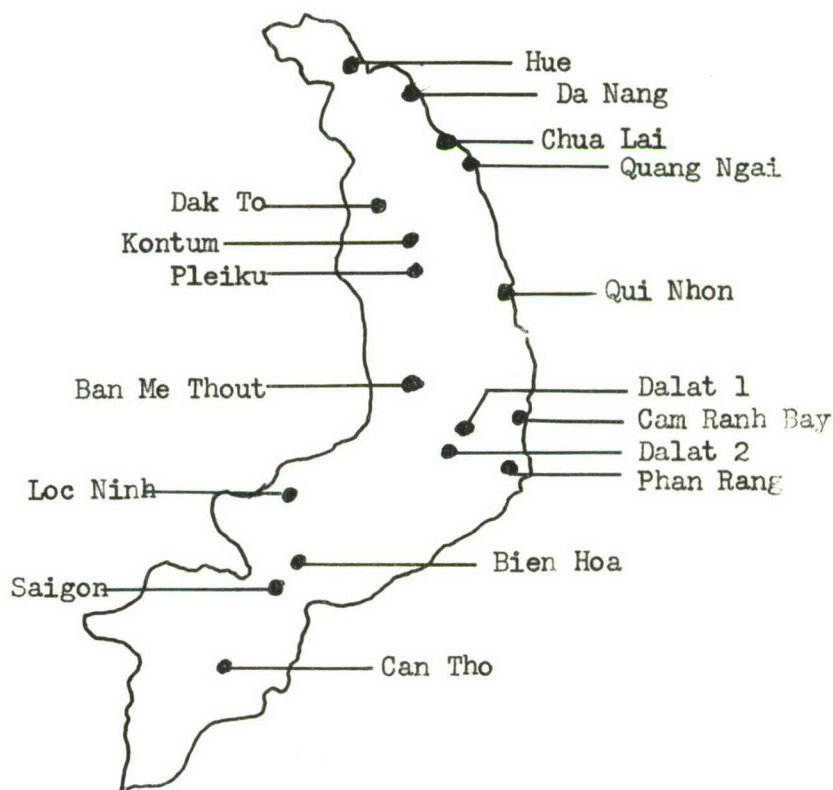 Hue
Da Nang
Chua Lai
Quang Ngai
Dak To
Kontum
Pleiku
Qui Nhon
Ban Me Thout
Dalat 1
Cam Ranh Bay
Dalat 2
Phan Rang
Loc Ninh
Bien Hoa
Saigon
Can Tho